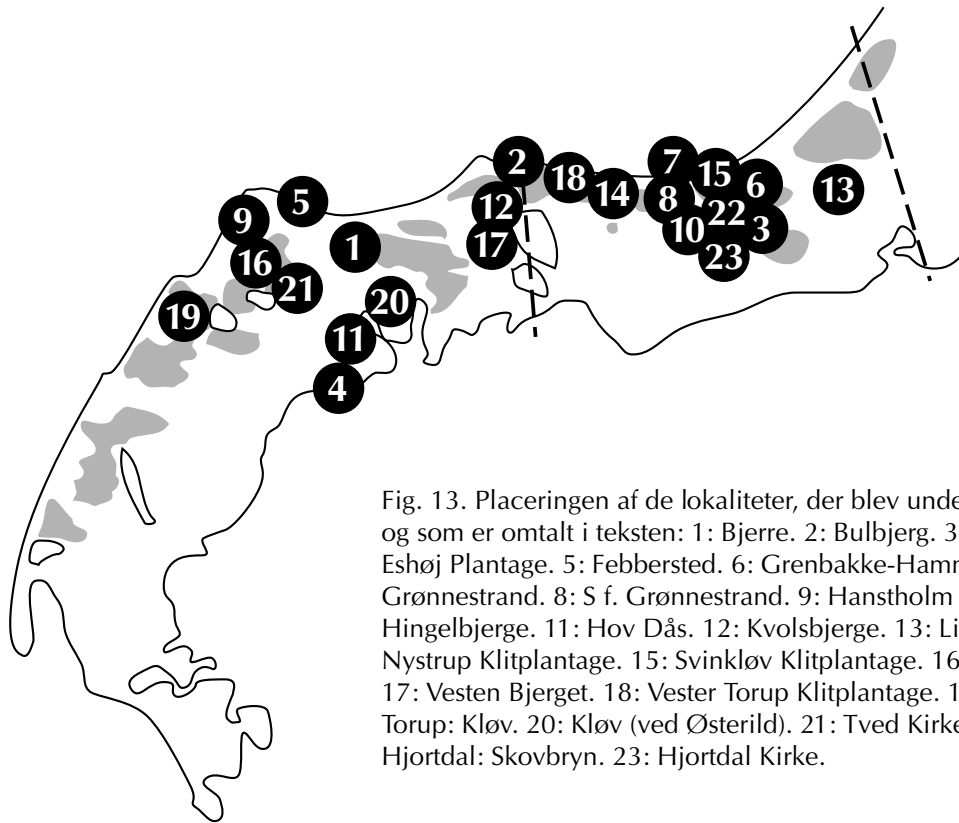 2
7
15
18
6
5
14
8
13
12
9
22
10
3
1
17
23
16
21
20
19
11
4
Fig. 13. Placeringen af de lokaliteter, der blev unde
og som er omtalt i teksten: 1: Bjerre. 2: Bulbjerg. 3
Eshøj Plantage. 5: Febbersted. 6: Grenbakke-Hamn
Grønnestrand. 8: S f. Grønnestrand. 9: Hanstholm
Hingelbjerge. 11: Hov Dås. 12: Kvolsbjerge. 13: Li
Nystrup Klitplantage. 15: Svinkløv Klitplantage. 16
17: Vesten Bjerget. 18: Vester Torup Klitplantage. 1
Torup: Kløv. 20: Kløv (ved Østerild). 21: Tved Kirke
Hjortdal: Skovbryn. 23: Hjortdal Kirke.